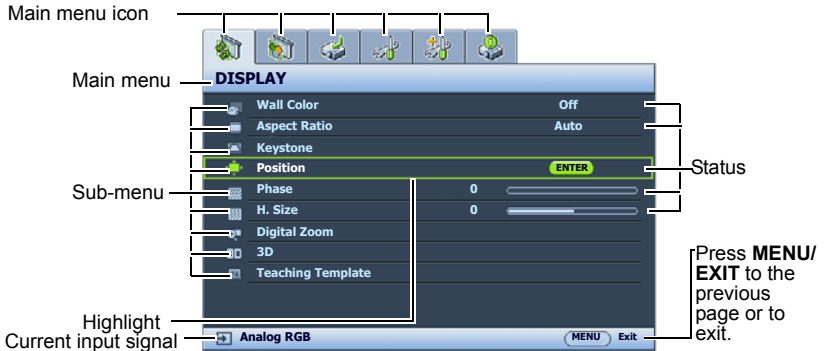 Main menu icon
Main menu
DISPLAY
Wall Color Off
Aspect Ratio Auto
Keystone
Position ENTER
Status
Sub-menu
Phase 0
H. Size 0
Digital Zoom
3D
Teaching Template
Press MENU/
EXIT to the
previous
page or to
exit.
Highlight
Current input signal
Analog RGB MENU Exit